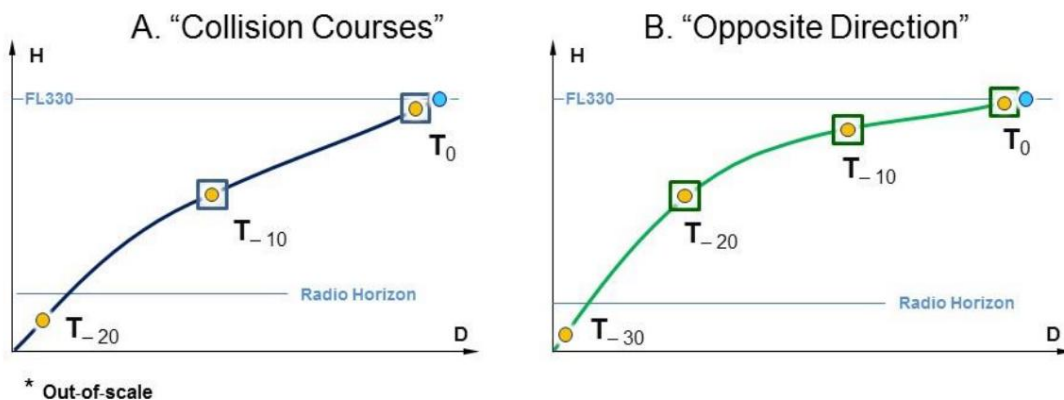 A. “Collision Courses”
H
FL330
T0
T– 10
Radio Horizon
T– 20
D
* Out-of-scale
B. “Opposite Direction”
H
FL330
T0
T– 10
T– 20
Radio Horizon
T– 30
D